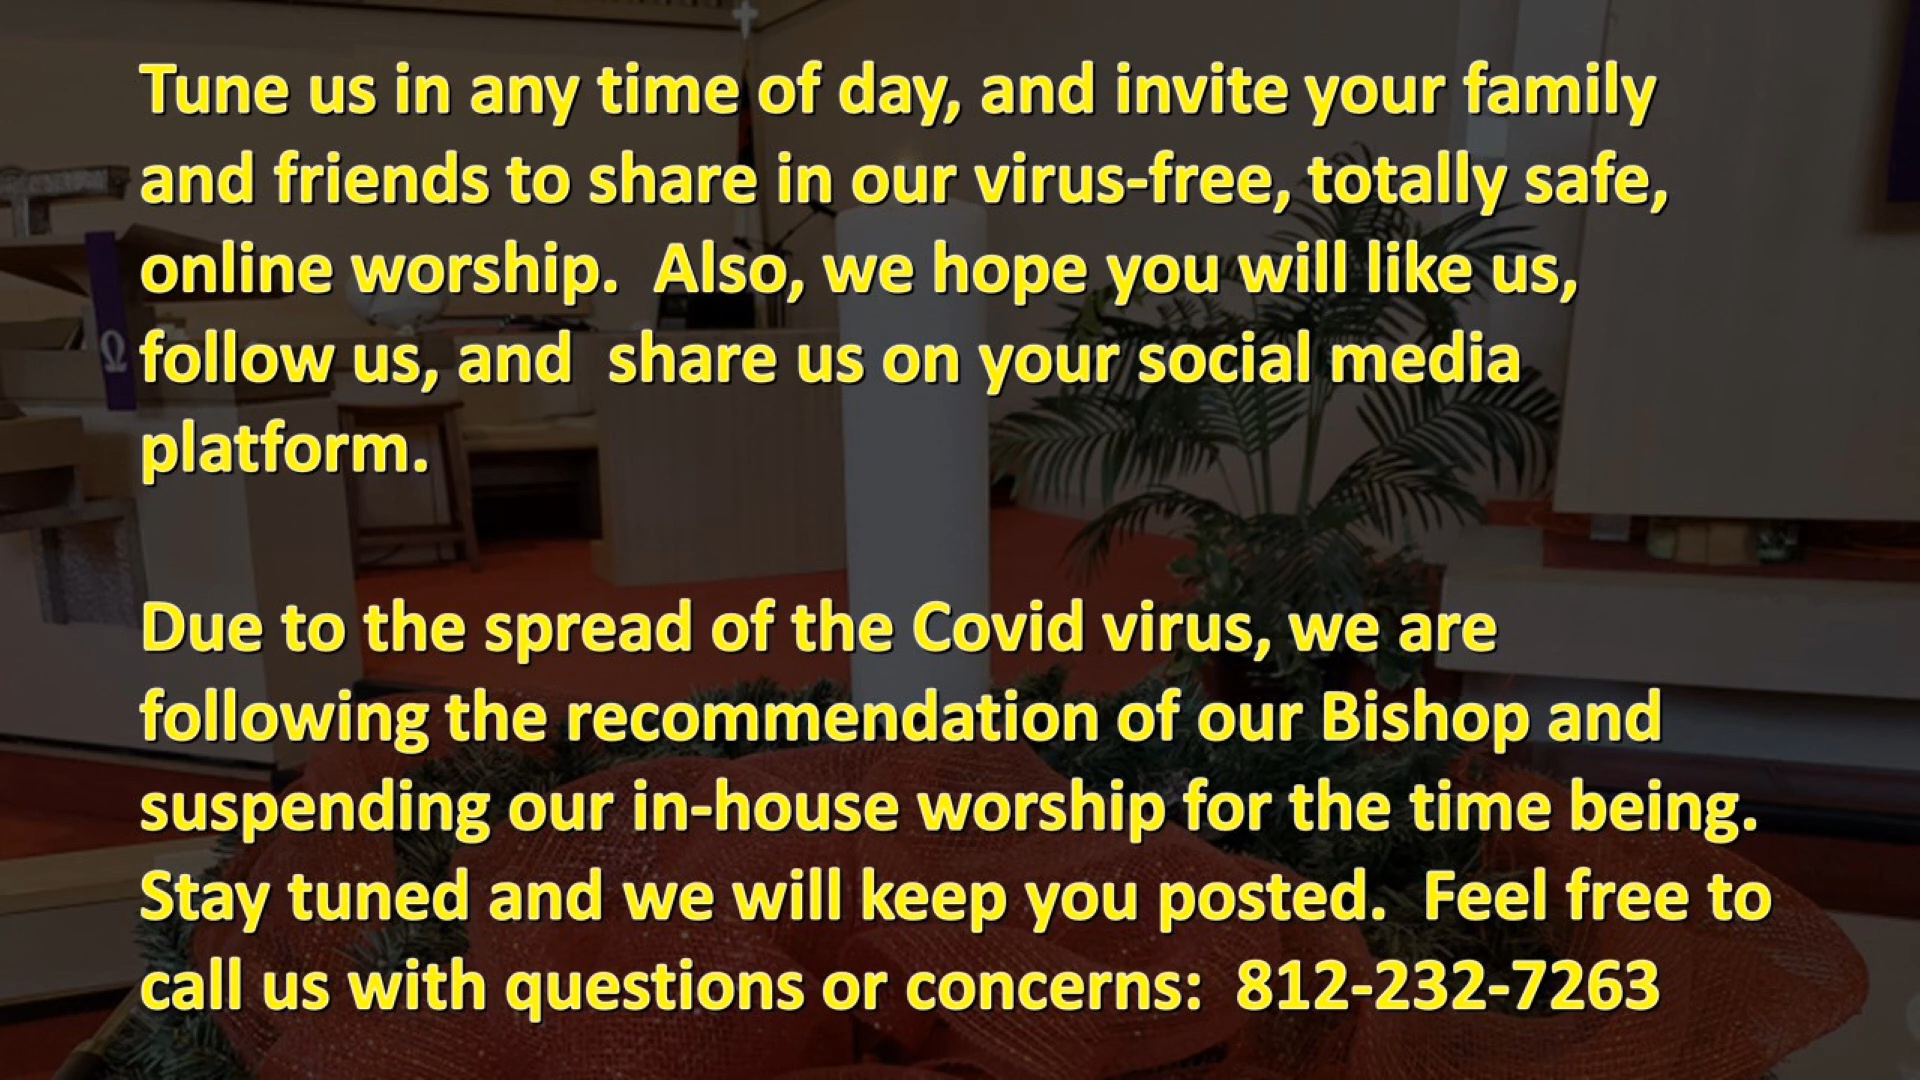 Tune us in any time of day, and invite your family
and friends to share in our virus-free, totally safe,
online worship.  Also, we hope you will like us,
follow us, and  share us on your social media
platform.
Due to the spread of the Covid virus, we are
following the recommendation of our Bishop and
suspending our in-house worship for the time being.
Stay tuned and we will keep you posted.  Feel free to
call us with questions or concerns:  812-232-7263
Ω